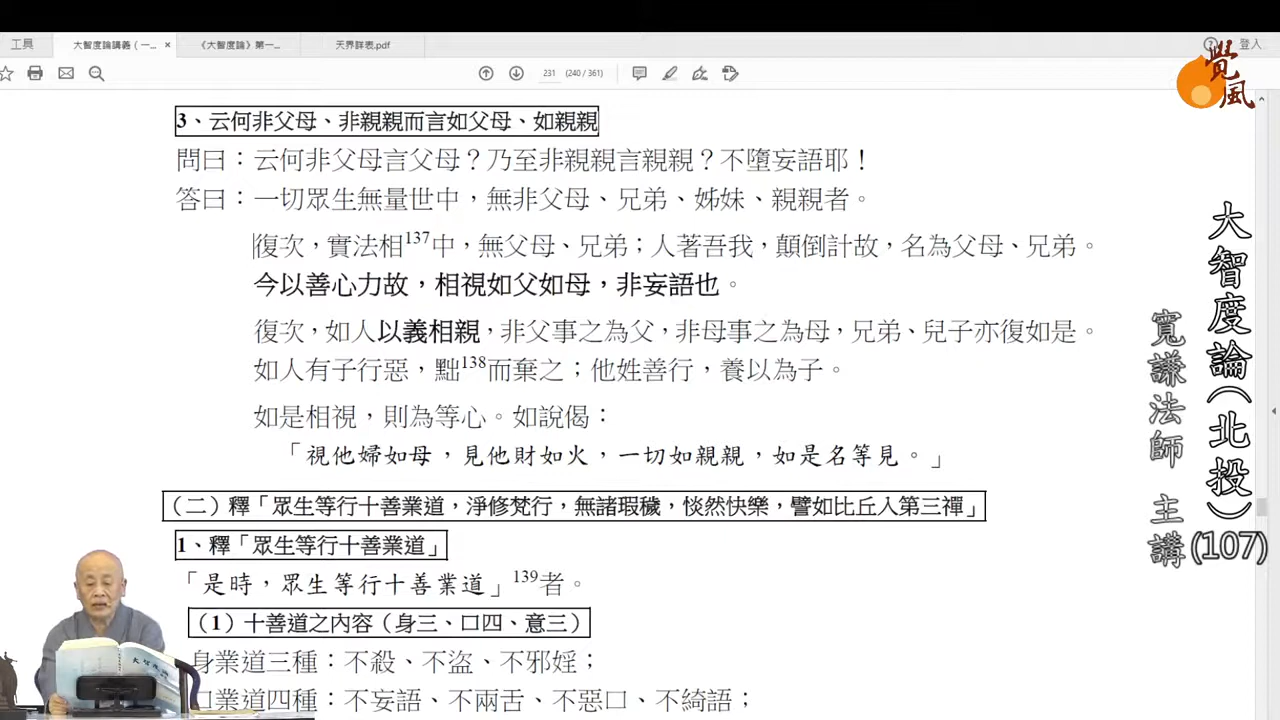 工具
大智度論講義（一... ×
《大智度論》第一...
天界詳表.pdf
登入
231 (240 / 361)
覺風
3、云何非父母、非親親而言如父母、如親親
問曰：云何非父母言父母？乃至非親親言親親？不墮妄語耶！
答曰：一切眾生無量世中，無非父母、兄弟、姊妹、親親者。
復次，實法相137中，無父母、兄弟；人著吾我，顛倒計故，名為父母、兄弟。
今以善心力故，相視如父如母，非妄語也。
復次，如人以義相親，非父事之為父，非母事之為母，兄弟、兒子亦復如是。
如人有子行惡，黜138而棄之；他姓善行，養以為子。
如是相視，則為等心。如說偈：
「視他婦如母，見他財如火，一切如親親，如是名等見。」
（二）釋「眾生等行十善業道，淨修梵行，無諸瑕穢，惔然快樂，譬如比丘入第三禪」
1、釋「眾生等行十善業道」
「是時，眾生等行十善業道」139者。
（1）十善道之內容（身三、口四、意三）
身業道三種：不殺、不盜、不邪婬；
口業道四種：不妄語、不兩舌、不惡口、不綺語；
大智度論（北投）(107)
寬謙法師 主講